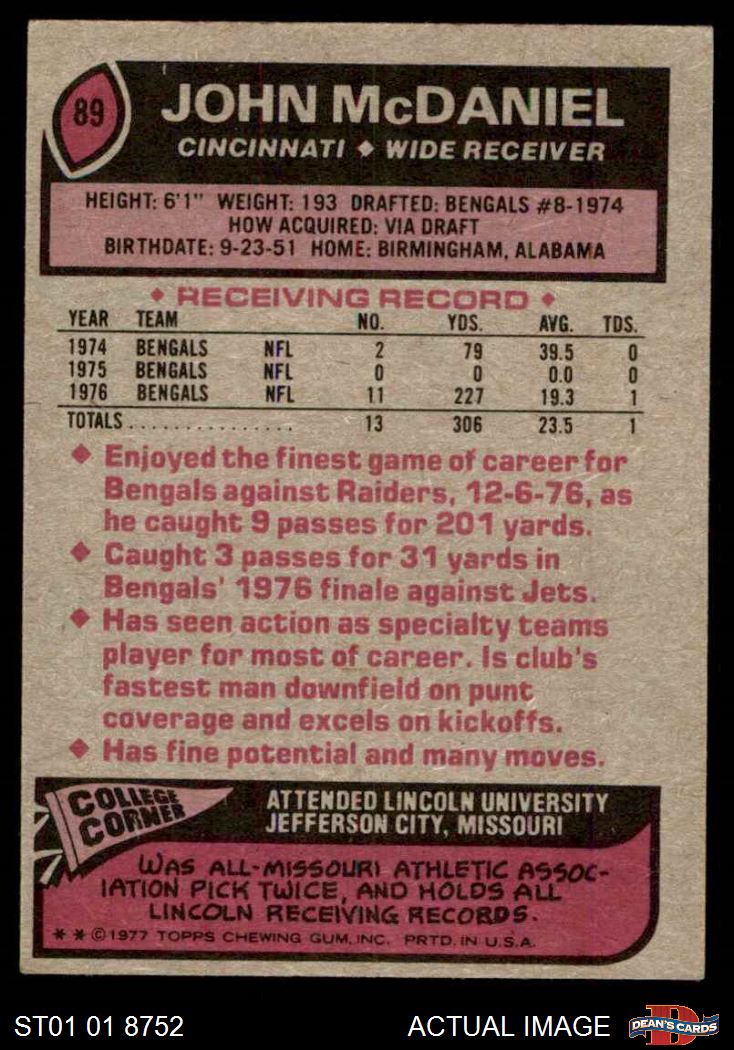 89
JOHN McDANIEL
CINCINNATI ♦ WIDE RECEIVER
HEIGHT: 6'1" WEIGHT: 193 DRAFTED: BENGALS #8-1974
HOW ACQUIRED: VIA DRAFT
BIRTHDATE: 9-23-51 HOME: BIRMINGHAM, ALABAMA
♦ RECEIVING RECORD ♦
YEAR TEAM NO. YDS. AVG. TDS.
1974 BENGALS NFL 2 79 39.5 0
1975 BENGALS NFL 0 0 0.0 0
1976 BENGALS NFL 11 227 19.3 1
TOTALS................ 13 306 23.5 1
♦ Enjoyed the finest game of career for
Bengals against Raiders, 12-6-76, as
he caught 9 passes for 201 yards.
♦ Caught 3 passes for 31 yards in
Bengals' 1976 finale against Jets.
♦ Has seen action as specialty teams
player for most of career. Is club's
fastest man downfield on punt
coverage and excels on kickoffs.
♦ Has fine potential and many moves.
COLLEGE
CORNER
ATTENDED LINCOLN UNIVERSITY
JEFFERSON CITY, MISSOURI
WAS ALL-MISSOURI ATHLETIC ASSOC-
IATION PICK TWICE, AND HOLDS ALL
LINCOLN RECEIVING RECORDS.
* * © 1977 TOPPS CHEWING GUM, INC. PRTD. IN U.S.A.
ST01 01 8752
ACTUAL IMAGE
D
DEAN'S CARDS